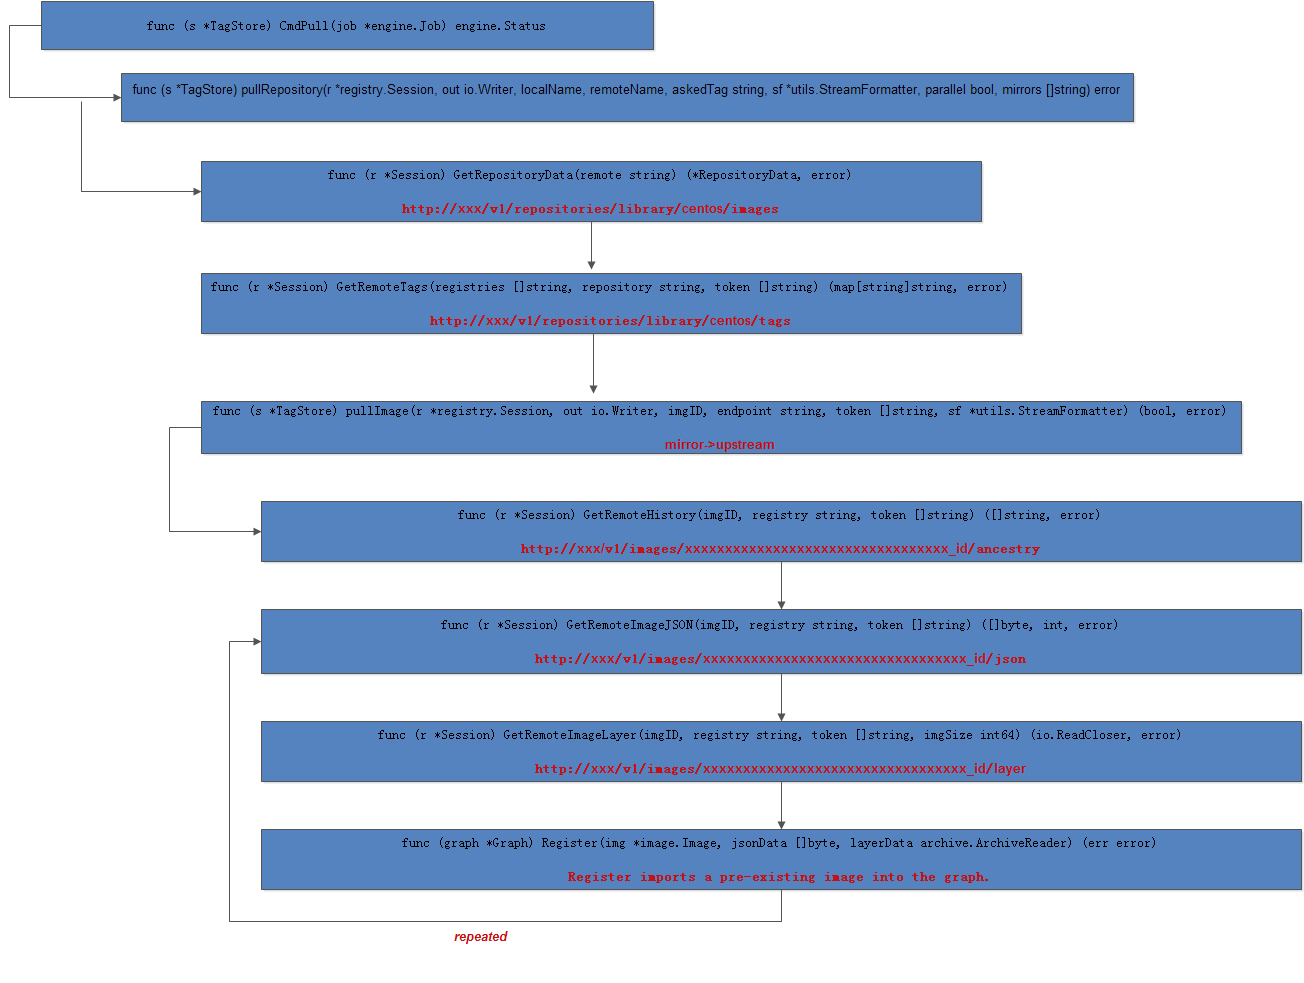 func (s *TagStore) CmdPull(job *engine.Job) engine.Status
func (s *TagStore) pullRepository(r *registry.Session, out io.Writer, localName, remoteName, askedTag string, sf *utils.StreamFormatter, parallel bool, mirrors []string) error
func (r *Session) GetRepositoryData(remote string) (*RepositoryData, error)
http://xxx/v1/repositories/library/centos/images
func (r *Session) GetRemoteTags(registries []string, repository string, token []string) (map[string]string, error)
http://xxx/v1/repositories/library/centos/tags
func (s *TagStore) pullImage(r *registry.Session, out io.Writer, imgID, endpoint string, token []string, sf *utils.StreamFormatter) (bool, error)
mirror->upstream
func (r *Session) GetRemoteHistory(imgID, registry string, token []string) ([]string, error)
http://xxx/v1/images/xxxxxxxxxxxxxxxxxxxxxxxxxxxxxxxxx_id/ancestry
func (r *Session) GetRemoteImageJSON(imgID, registry string, token []string) ([]byte, int, error)
http://xxx/v1/images/xxxxxxxxxxxxxxxxxxxxxxxxxxxxxxxxx_id/json
func (r *Session) GetRemoteImageLayer(imgID, registry string, token []string, imgSize int64) (io.ReadCloser, error)
http://xxx/v1/images/xxxxxxxxxxxxxxxxxxxxxxxxxxxxxxxxx_id/layer
func (graph *Graph) Register(img *image.Image, jsonData []byte, layerData archive.ArchiveReader) (err error)
Register imports a pre-existing image into the graph.
repeated